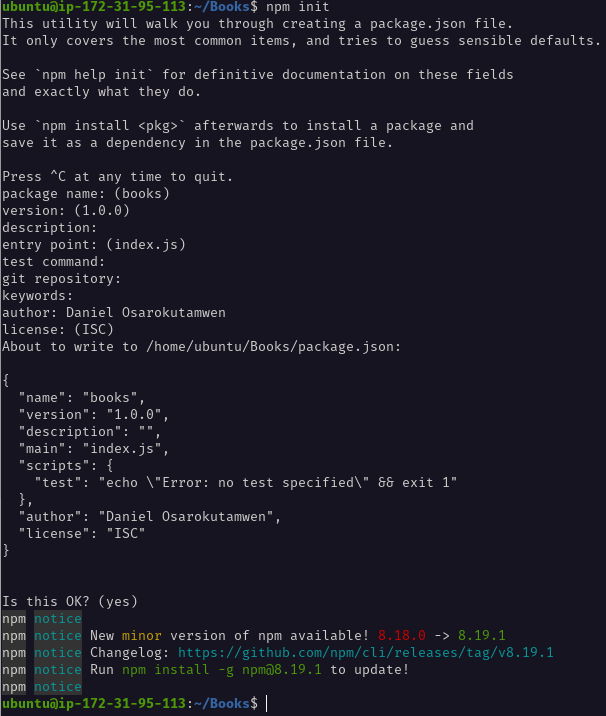 ubuntu@ip-172-31-95-113:~/Books$ npm init
This utility will walk you through creating a package.json file.
It only covers the most common items, and tries to guess sensible defaults.
See `npm help init` for definitive documentation on these fields
and exactly what they do.
Use `npm install <pkg>` afterwards to install a package and
save it as a dependency in the package.json file.
Press ^C at any time to quit.
package name: (books)
version: (1.0.0)
description:
entry point: (index.js)
test command:
git repository:
keywords:
author: Daniel Osarokutamwen
license: (ISC)
About to write to /home/ubuntu/Books/package.json:
{
  "name": "books",
  "version": "1.0.0",
  "description": "",
  "main": "index.js",
  "scripts": {
    "test": "echo \"Error: no test specified\" && exit 1"
  },
  "author": "Daniel Osarokutamwen",
  "license": "ISC"
}
Is this OK? (yes)
npm notice
npm notice New minor version of npm available! 8.18.0 -> 8.19.1
npm notice Changelog: https://github.com/npm/cli/releases/tag/v8.19.1
npm notice Run npm install -g npm@8.19.1 to update!
npm notice
ubuntu@ip-172-31-95-113:~/Books$